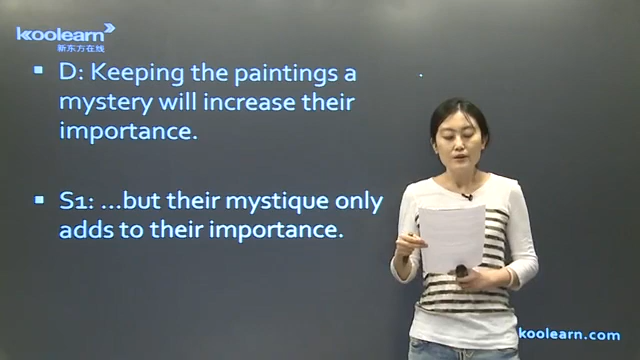 koolearn
新东方在线
D: Keeping the paintings a
mystery will increase their
importance.
S1: ...but their mystique only
adds to their importance.
koolearn.com